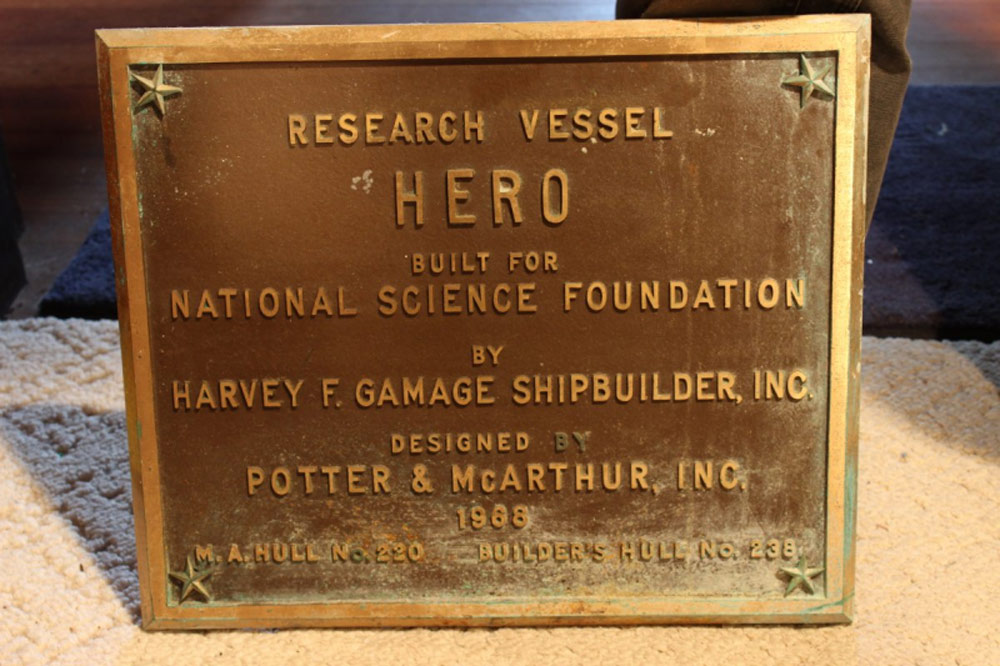 RESEARCH VESSEL
HERO
BUILT FOR
NATIONAL SCIENCE FOUNDATION
BY
HARVEY F. GAMAGE SHIPBUILDER, INC.
DESIGNED BY
POTTER & McARTHUR, INC.
1968
M.A.HULL No. 220 BUILDER'S HULL No. 238